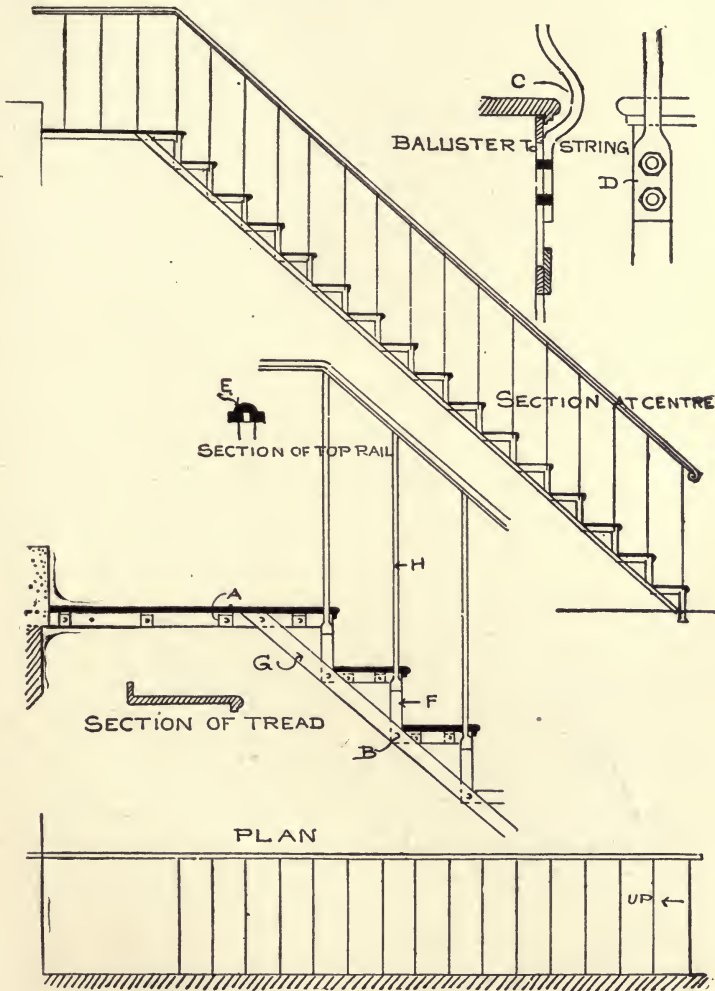 C
BALUSTER To STRING
D
SECTION AT CENTRE
E
SECTION OF TOP RAIL
H
A
G
F
SECTION OF TREAD
B
PLAN
UP